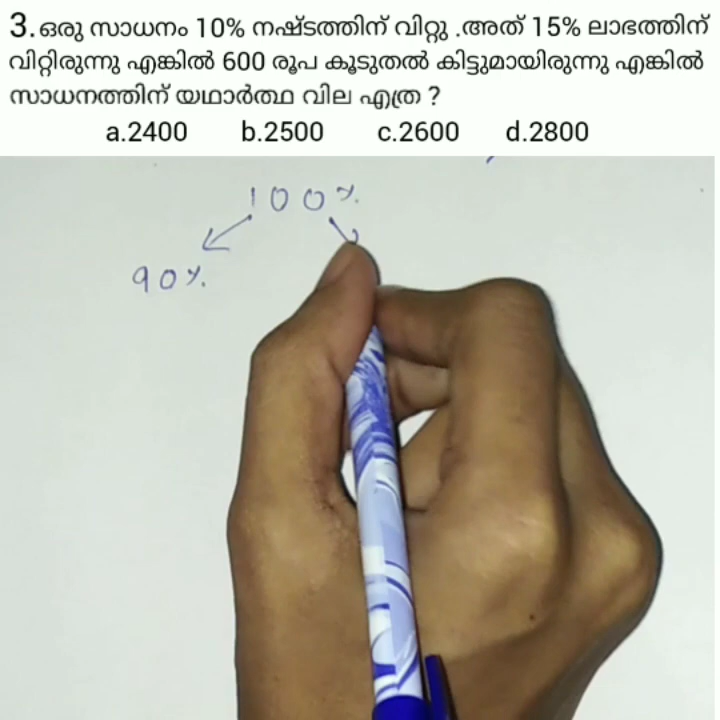 3.ഒരു സാധനം 10% നഷ്ടത്തിന് വിറ്റു .അത് 15% ലാഭത്തിന്
വിറ്റിരുന്നു എങ്കിൽ 600 രൂപ കൂടുതൽ കിട്ടുമായിരുന്നു എങ്കിൽ
സാധനത്തിന് യഥാർത്ഥ വില എത്ര ?
a.2400 b.2500 c.2600 d.2800
100%
90%